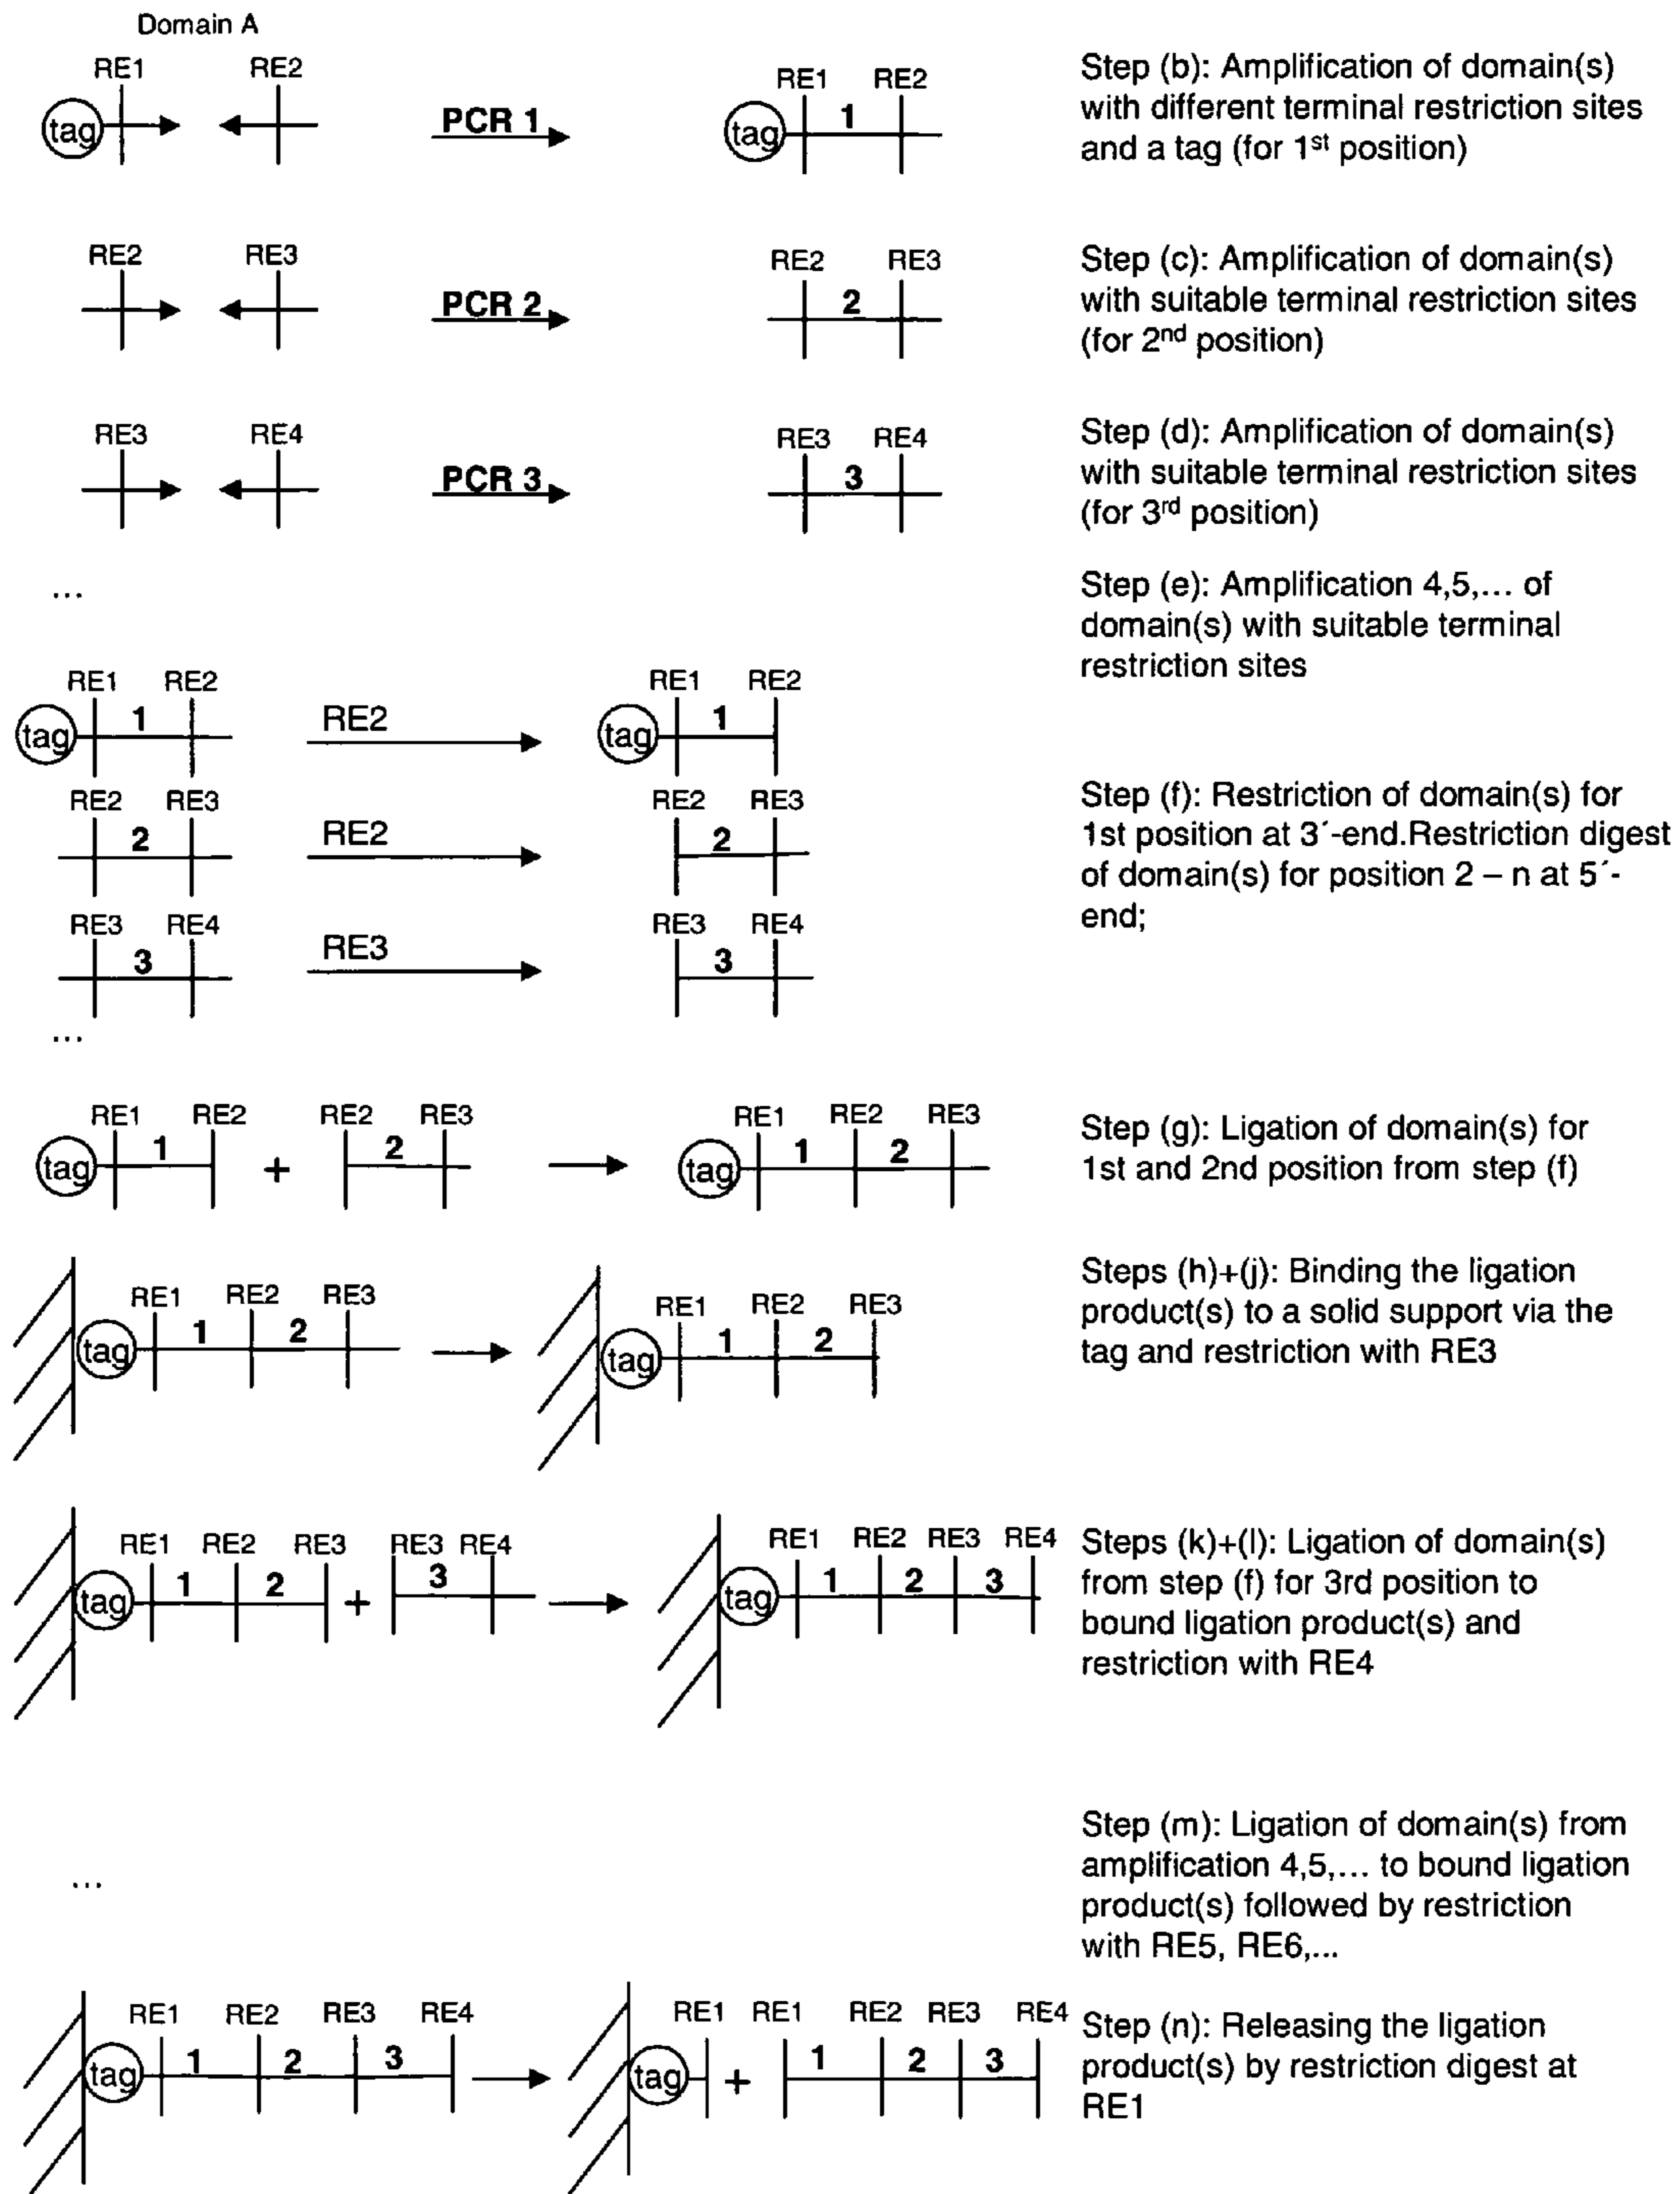 Domain A
RE1 RE2
tag
PCR 1
RE1 RE2
tag 1
Step (b): Amplification of domain(s)
with different terminal restriction sites
and a tag (for 1st position)
RE2 RE3
PCR 2
RE2 RE3
2
Step (c): Amplification of domain(s)
with suitable terminal restriction sites
(for 2nd position)
RE3 RE4
PCR 3
RE3 RE4
3
Step (d): Amplification of domain(s)
with suitable terminal restriction sites
(for 3rd position)
...
Step (e): Amplification 4,5,... of
domain(s) with suitable terminal
restriction sites
RE1 RE2
tag 1
RE2
RE1 RE2
tag 1
RE2 RE3
2
RE2
RE2 RE3
2
RE3 RE4
3
RE3
RE3 RE4
3
Step (f): Restriction of domain(s) for
1st position at 3´-end.Restriction digest
of domain(s) for position 2 – n at 5´-
end;
...
RE1 RE2 RE2 RE3
tag 1 + 2
RE1 RE2 RE3
tag 1 2
Step (g): Ligation of domain(s) for
1st and 2nd position from step (f)
RE1 RE2 RE3
tag 1 2
RE1 RE2 RE3
tag 1 2
Steps (h)+(j): Binding the ligation
product(s) to a solid support via the
tag and restriction with RE3
RE1 RE2 RE3 RE3 RE4
tag 1 2 + 3
RE1 RE2 RE3 RE4
tag 1 2 3
Steps (k)+(l): Ligation of domain(s)
from step (f) for 3rd position to
bound ligation product(s) and
restriction with RE4
...
Step (m): Ligation of domain(s) from
amplification 4,5,... to bound ligation
product(s) followed by restriction
with RE5, RE6,...
RE1 RE2 RE3 RE4
tag 1 2 3
RE1 RE1 RE2 RE3 RE4
tag + 1 2 3
Step (n): Releasing the ligation
product(s) by restriction digest at
RE1